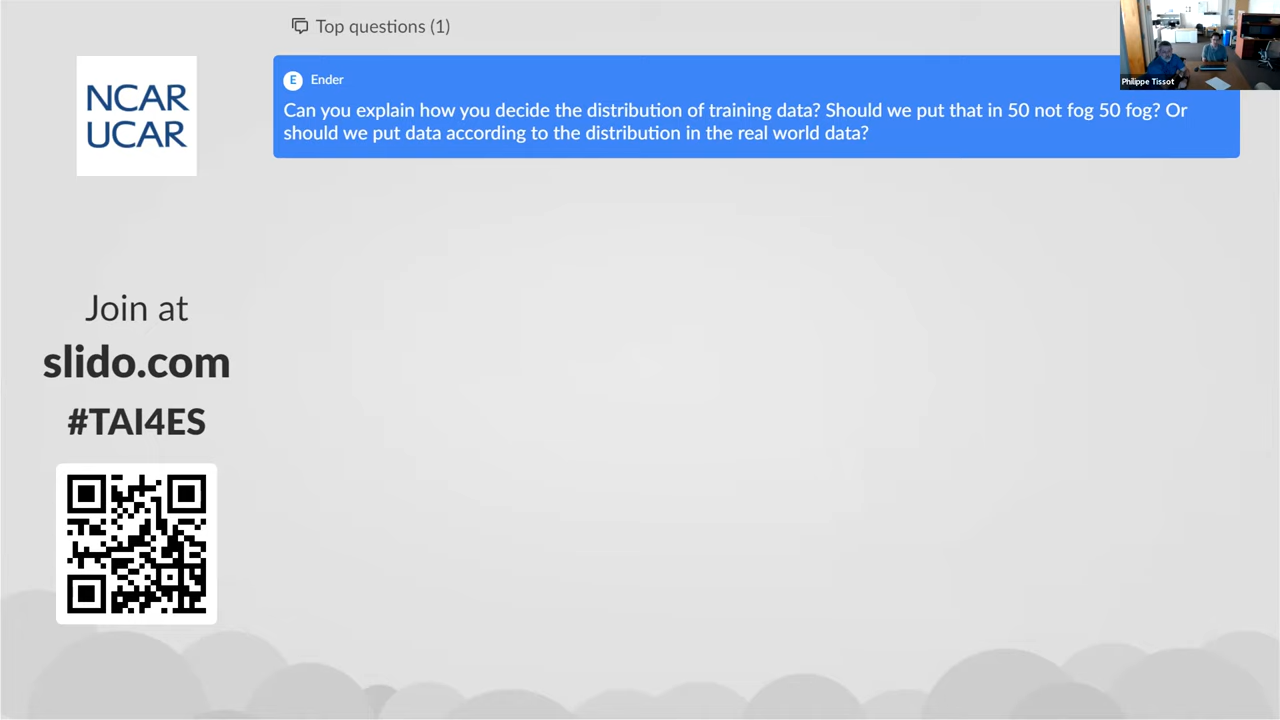 Top questions (1)
Philippe Tissot
NCAR
UCAR
E Ender
Can you explain how you decide the distribution of training data? Should we put that in 50 not fog 50 fog? Or
should we put data according to the distribution in the real world data?
Join at
slido.com
#TAI4ES